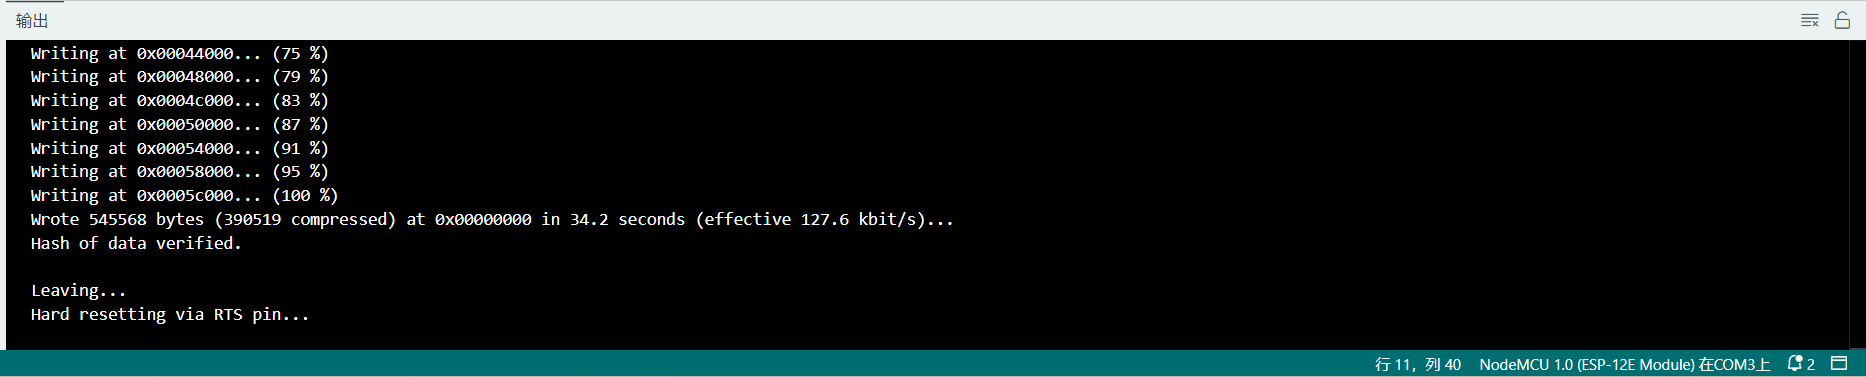 输出
Writing at 0x00044000... (75 %)
Writing at 0x00048000... (79 %)
Writing at 0x0004c000... (83 %)
Writing at 0x00050000... (87 %)
Writing at 0x00054000... (91 %)
Writing at 0x00058000... (95 %)
Writing at 0x0005c000... (100 %)
Wrote 545568 bytes (390519 compressed) at 0x00000000 in 34.2 seconds (effective 127.6 kbit/s)...
Hash of data verified.
Leaving...
Hard resetting via RTS pin...
行 11，列 40 NodeMCU 1.0 (ESP-12E Module) 在COM3上 2